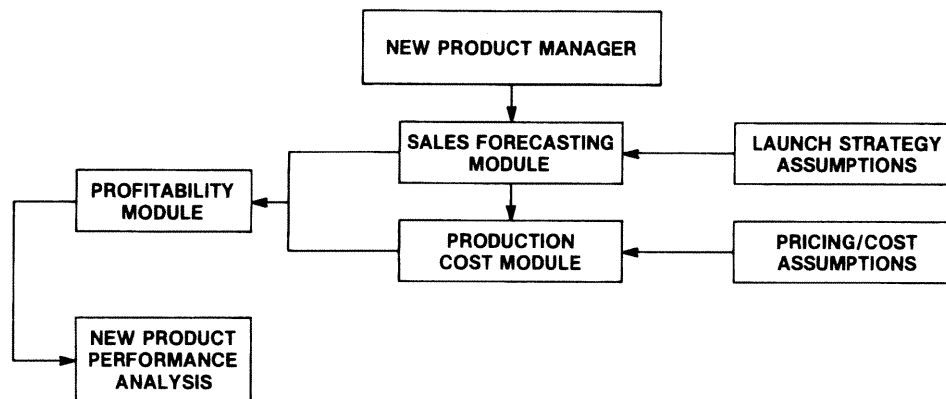 NEW PRODUCT MANAGER
SALES FORECASTING
MODULE
LAUNCH STRATEGY
ASSUMPTIONS
PROFITABILITY
MODULE
PRODUCTION
COST MODULE
PRICING/COST
ASSUMPTIONS
NEW PRODUCT
PERFORMANCE
ANALYSIS